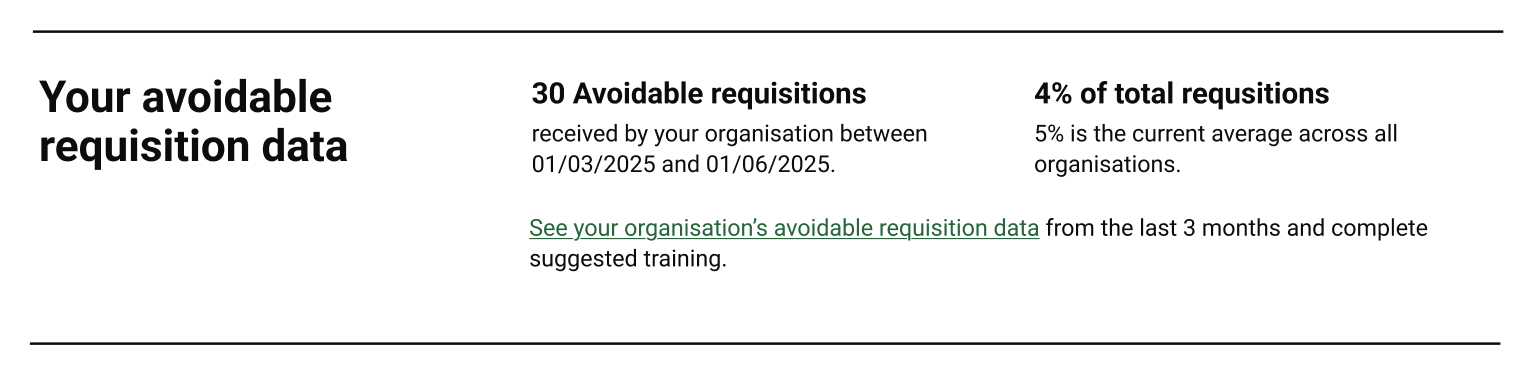 Your avoidable
requisition data
30 Avoidable requisitions
received by your organisation between
01/03/2025 and 01/06/2025.
4% of total requsitions
5% is the current average across all
organisations.
See your organisation’s avoidable requisition data from the last 3 months and complete
suggested training.